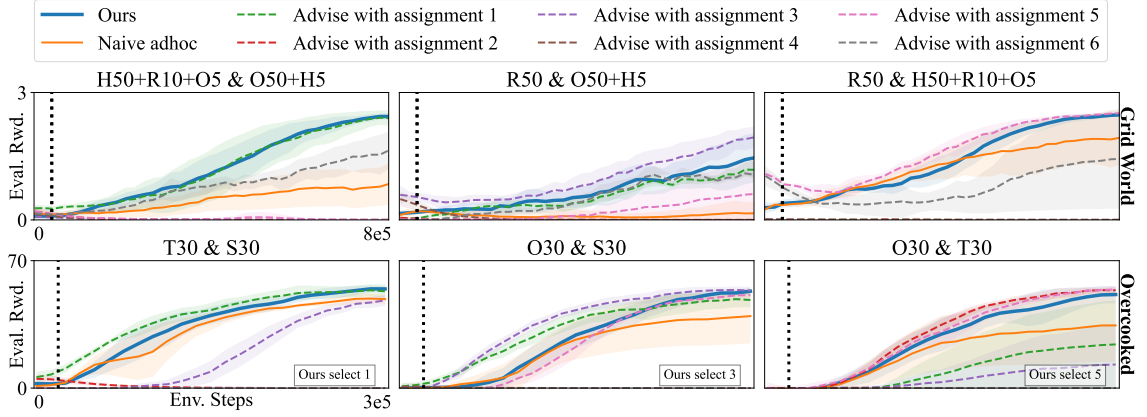 Ours
Advise with assignment 1
Advise with assignment 3
Advise with assignment 5
Naive adhoc
Advise with assignment 2
Advise with assignment 4
Advise with assignment 6
H50+R10+O5 & O50+H5
R50 & O50+H5
R50 & H50+R10+O5
3
Eval. Rwd.
0
0
8e5
Grid World
T30 & S30
O30 & S30
O30 & T30
70
Eval. Rwd.
0
0
Env. Steps
3e5
Ours select 1
Ours select 3
Ours select 5
Overcooked